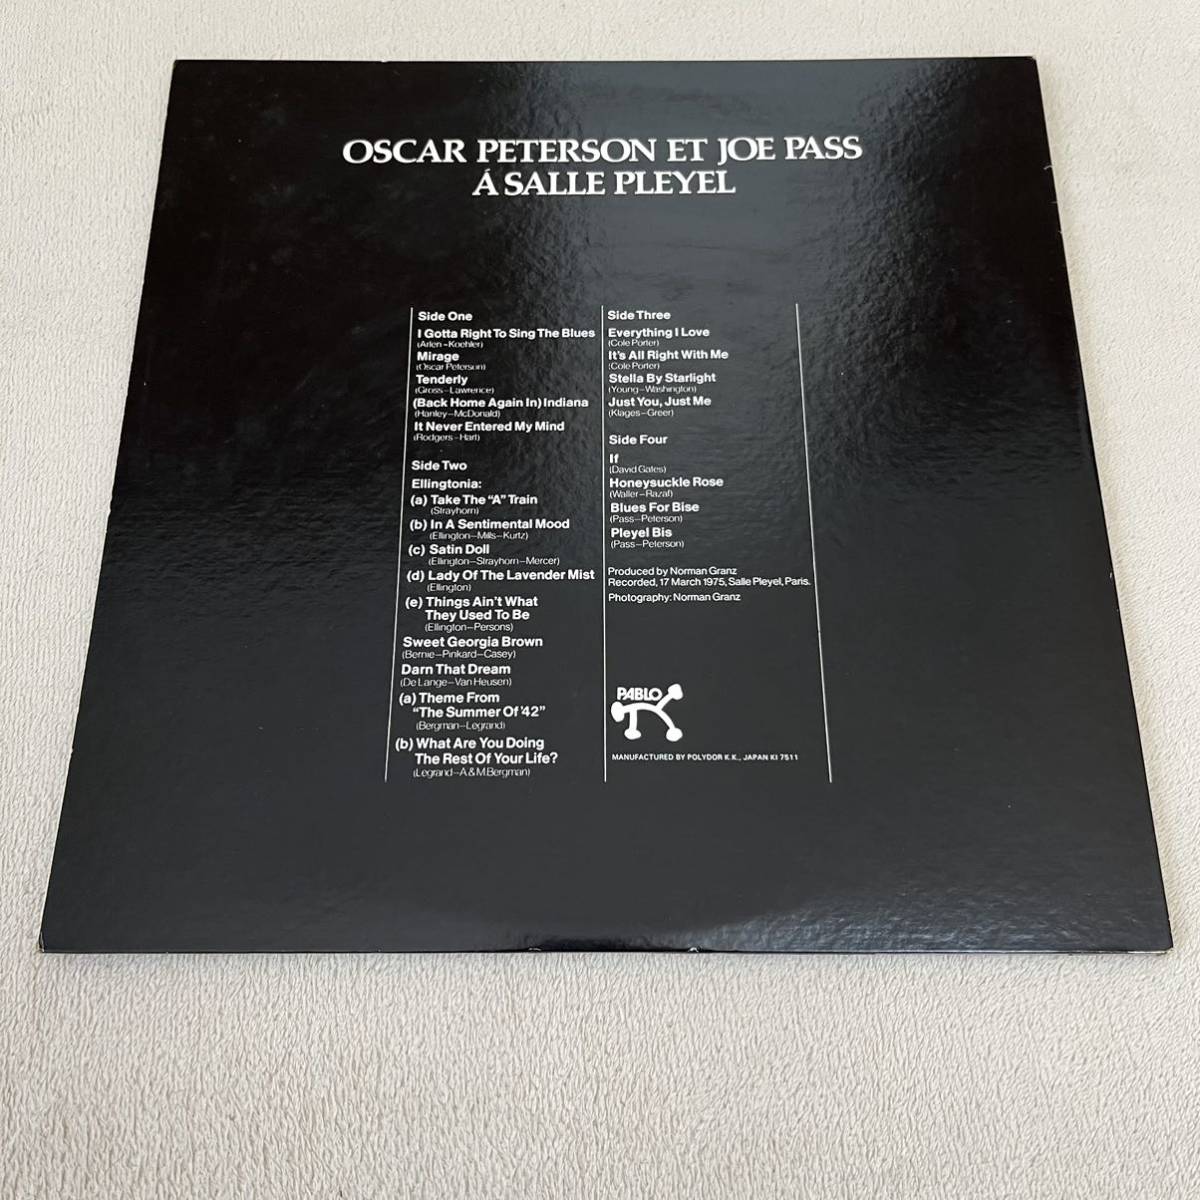 OSCAR PETERSON ET JOE PASS
Á SALLE PLEYEL
Side One
I Gotta Right To Sing The Blues
(Arlen–Koehler)
Mirage
(Oscar Peterson)
Tenderly
(Gross–Lawrence)
(Back Home Again In) Indiana
(Hanley–McDonald)
It Never Entered My Mind
(Rodgers–Hart)
Side Two
Ellingtonia:
(a) Take The "A" Train
(Strayhorn)
(b) In A Sentimental Mood
(Ellington–Mills–Kurtz)
(c) Satin Doll
(Ellington–Strayhorn–Mercer)
(d) Lady Of The Lavender Mist
(Ellington)
(e) Things Ain't What
They Used To Be
(Ellington–Persons)
Sweet Georgia Brown
(Bernie–Pinkard–Casey)
Darn That Dream
(De Lange–Van Heusen)
(a) Theme From
"The Summer Of '42"
(Bergman–Legrand)
(b) What Are You Doing
The Rest Of Your Life?
(Legrand–A&M.Bergman)
Side Three
Everything I Love
(Cole Porter)
It's All Right With Me
(Cole Porter)
Stella By Starlight
(Young–Washington)
Just You, Just Me
(Klages–Greer)
Side Four
If
(David Gates)
Honeysuckle Rose
(Waller–Razaf)
Blues For Bise
(Pass–Peterson)
Pleyel Bis
(Pass–Peterson)
Produced by Norman Granz
Recorded, 17 March 1975, Salle Pleyel, Paris.
Photography: Norman Granz
PABLO
MANUFACTURED BY POLYDOR K.K., JAPAN KI 7511